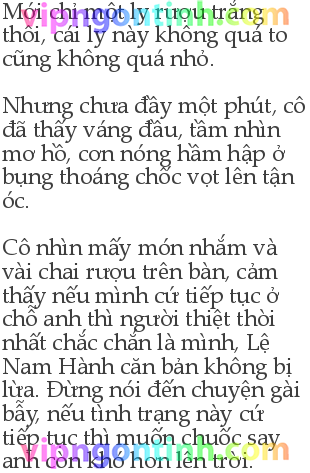 Mới chỉ một ly rượu trắng
thôi, cái ly này không quá to
cũng không quá nhỏ.
Nhưng chưa đầy một phút, cô
đã thấy váng đầu, tầm nhìn
mơ hồ, cơn nóng hầm hập ở
bụng thoáng chốc vọt lên tận
óc.
Cô nhìn mấy món nhắm và
vài chai rượu trên bàn, cảm
thấy nếu mình cứ tiếp tục ở
chỗ anh thì người thiệt thòi
nhất chắc chắn là mình, Lệ
Nam Hành căn bản không bị
lừa. Đừng nói đến chuyện gài
bẫy, nếu tình trạng này cứ
tiếp tục thì muốn chuốc say
anh còn khó hơn lên trời.
vipngontinh.com
vipngontinh.com